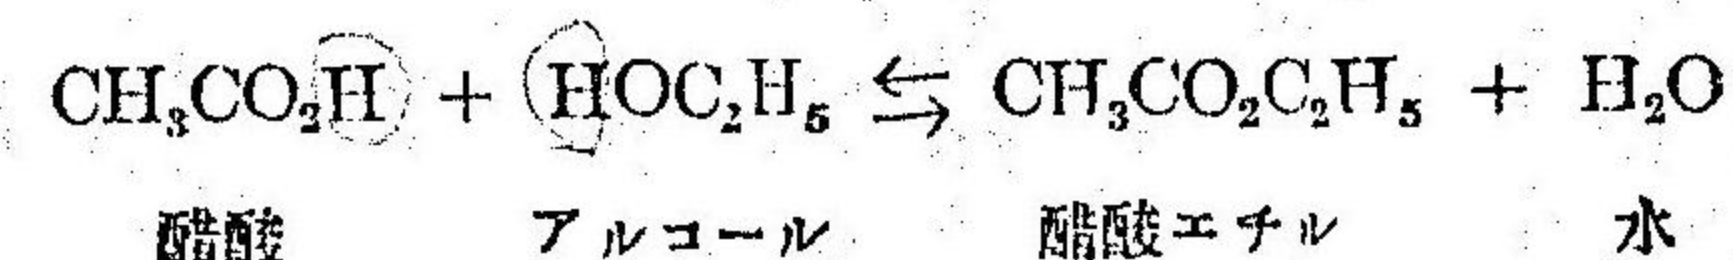 CH₃CO₂H + HOC₂H₅ ⇆ CH₃CO₂C₂H₅ + H₂O
醋酸 アルコール 醋酸エチル 水